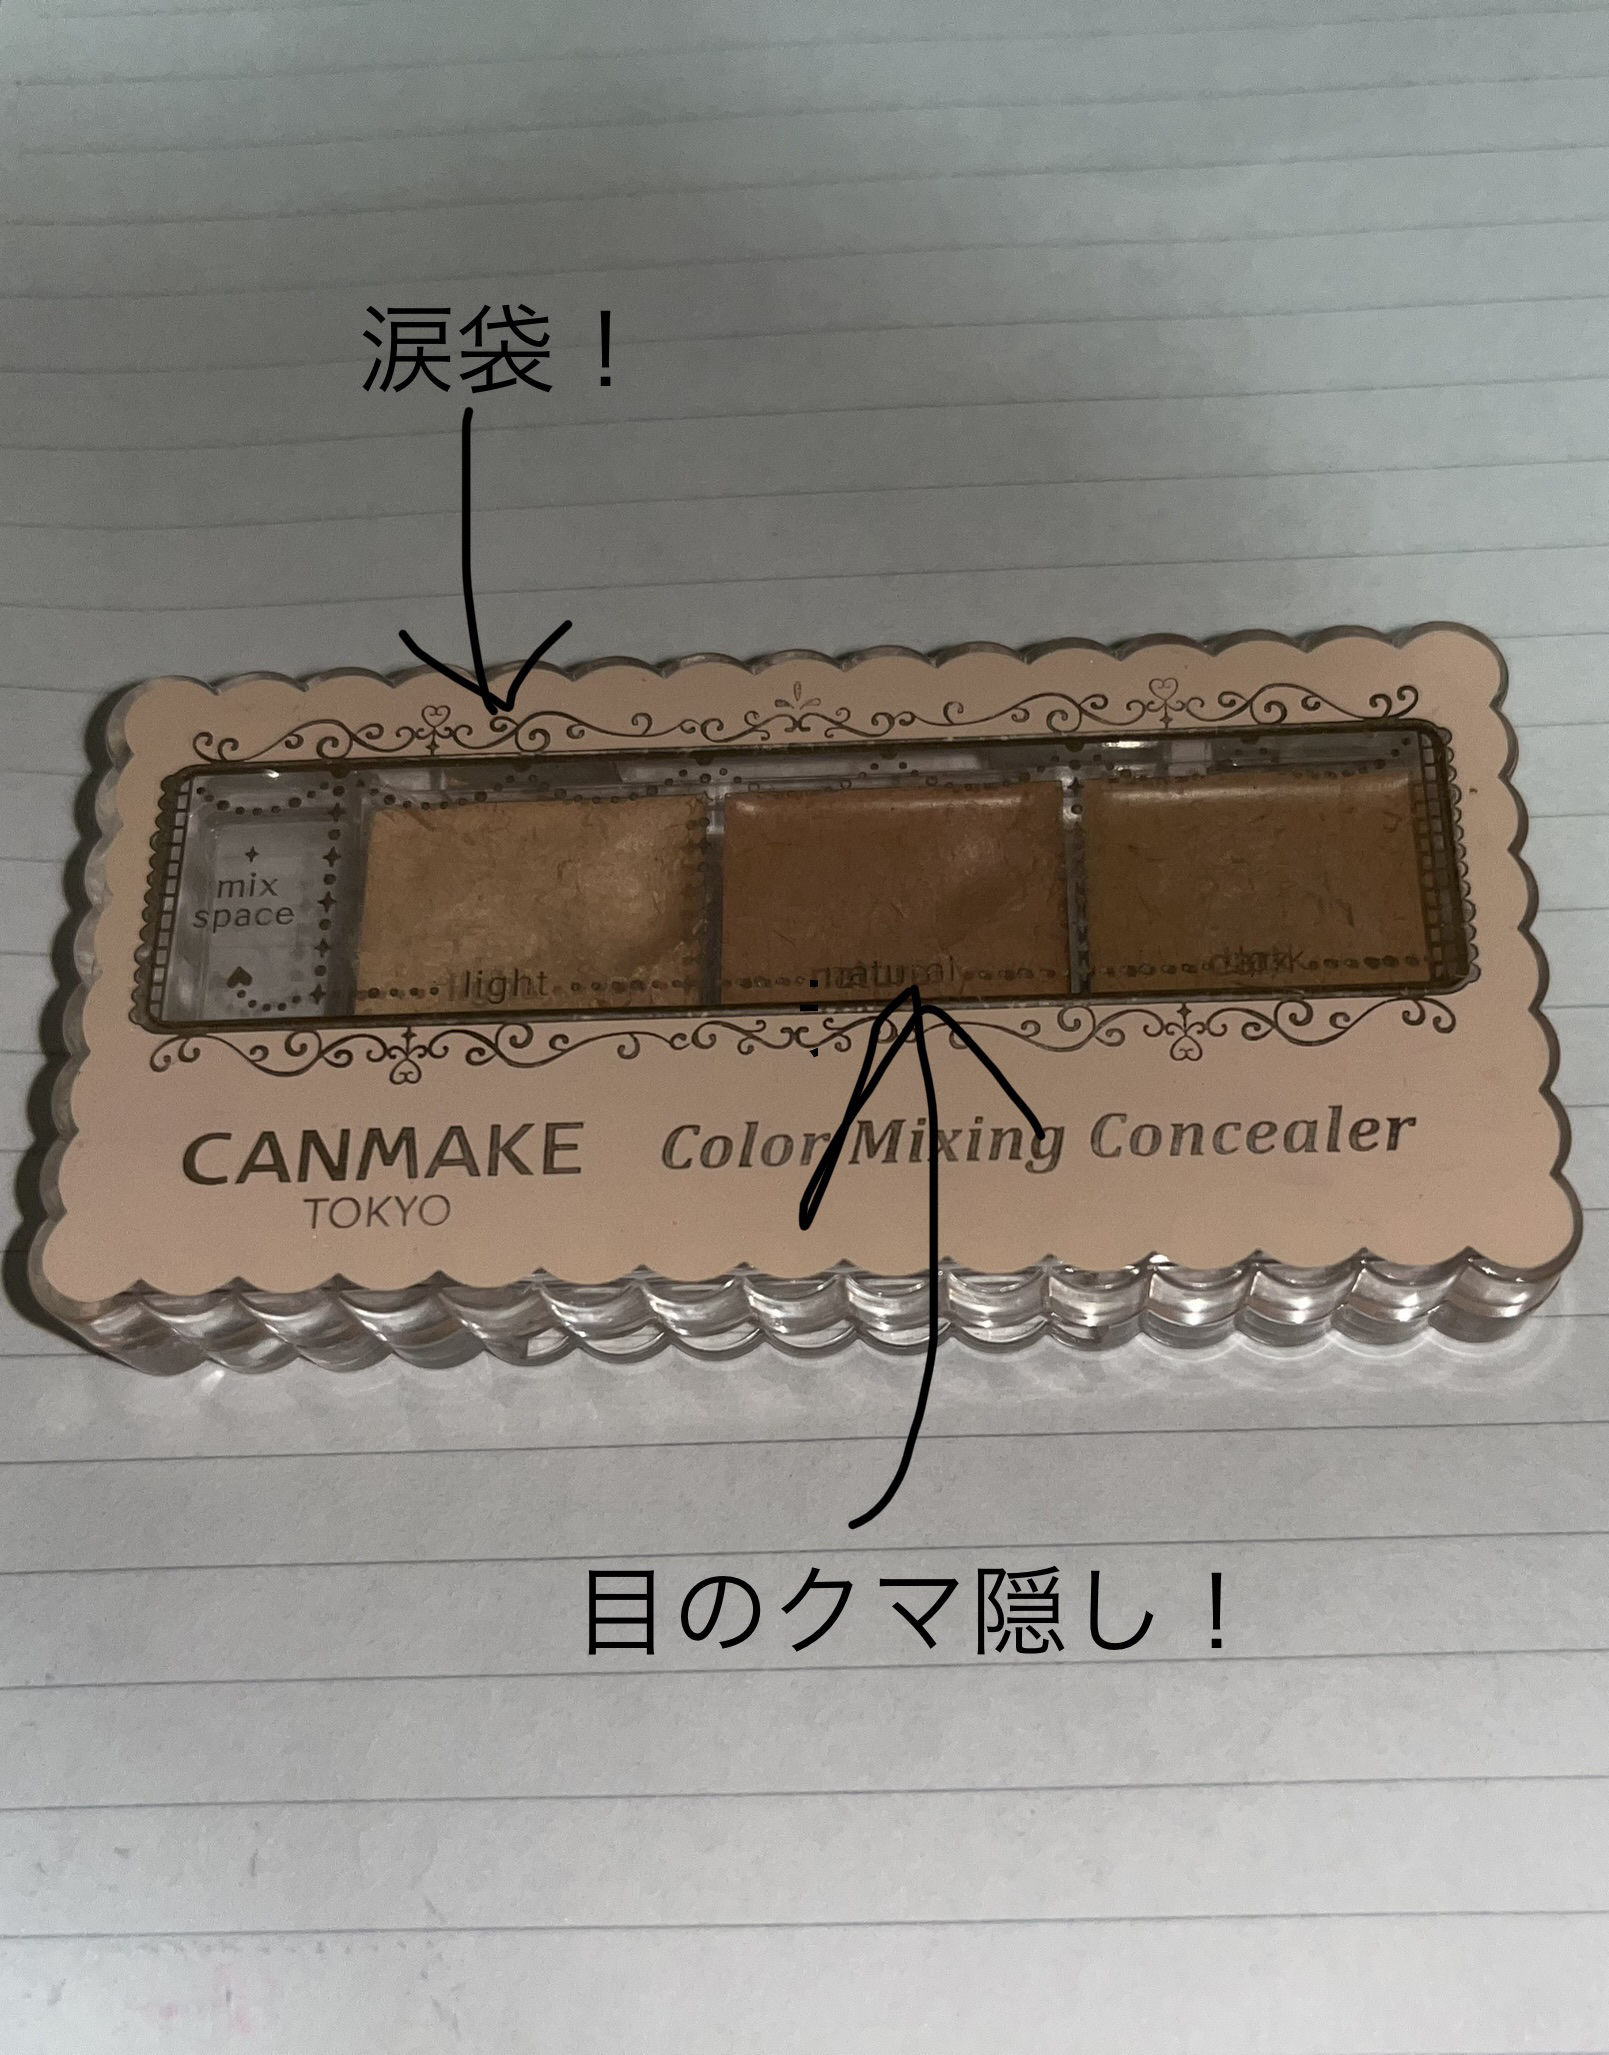 涙袋！
mix
space
light
natural
dark
CANMAKE
Color Mixing Concealer
TOKYO
目のクマ隠し！